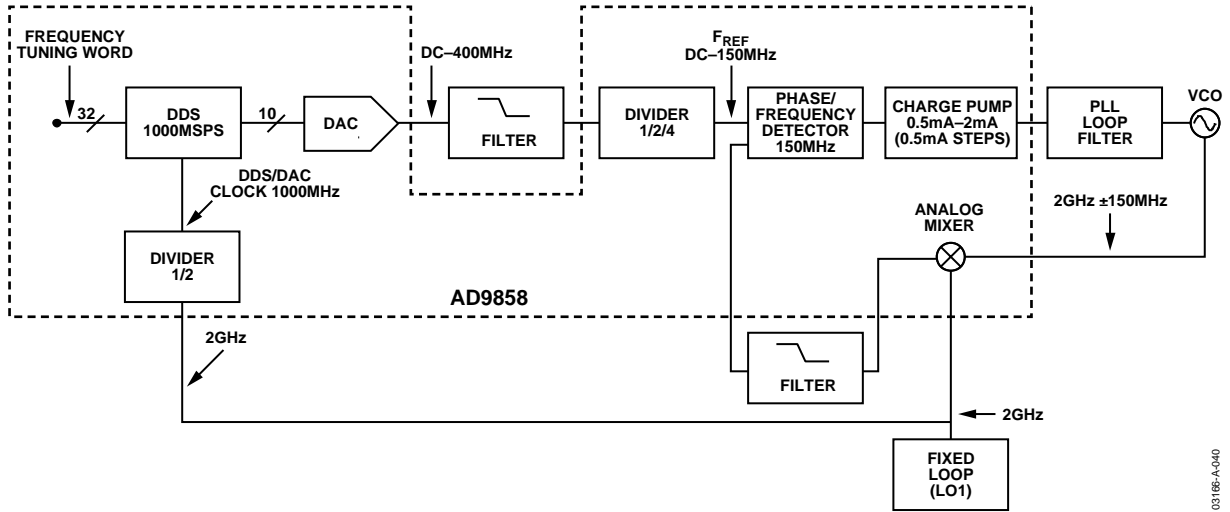 FREQUENCY
TUNING WORD
32
DDS
1000MSPS
10
DAC
DC–400MHz
FILTER
DIVIDER
1/2/4
FREF
DC–150MHz
PHASE/
FREQUENCY
DETECTOR
150MHz
CHARGE PUMP
0.5mA–2mA
(0.5mA STEPS)
PLL
LOOP
FILTER
VCO
DDS/DAC
CLOCK 1000MHz
DIVIDER
1/2
ANALOG
MIXER
2GHz ±150MHz
AD9858
2GHz
FILTER
2GHz
FIXED
LOOP
(LO1)
03166-A-040